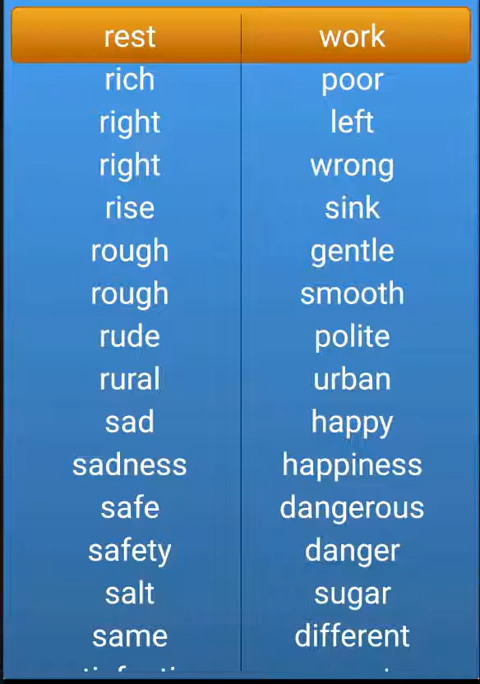 rest work
rich poor
right left
right wrong
rise sink
rough gentle
rough smooth
rude polite
rural urban
sad happy
sadness happiness
safe dangerous
safety danger
salt sugar
same different